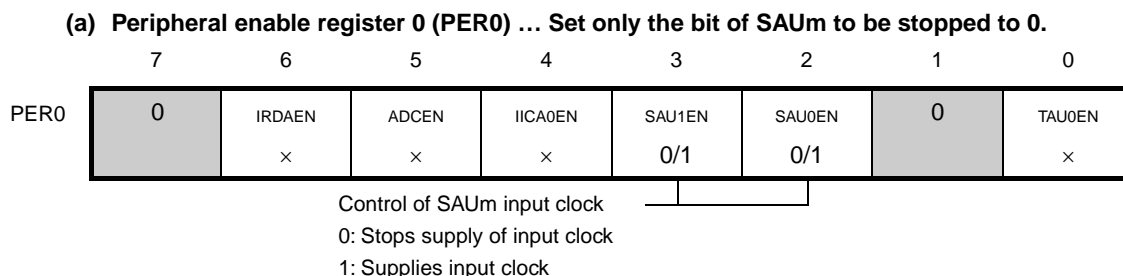 (a) Peripheral enable register 0 (PER0) … Set only the bit of SAUm to be stopped to 0.
7 6 5 4 3 2 1 0
PER0 0 IRDAEN ADCEN IICA0EN SAU1EN SAU0EN 0 TAU0EN
× × × 0/1 0/1 ×
Control of SAUm input clock
0: Stops supply of input clock
1: Supplies input clock